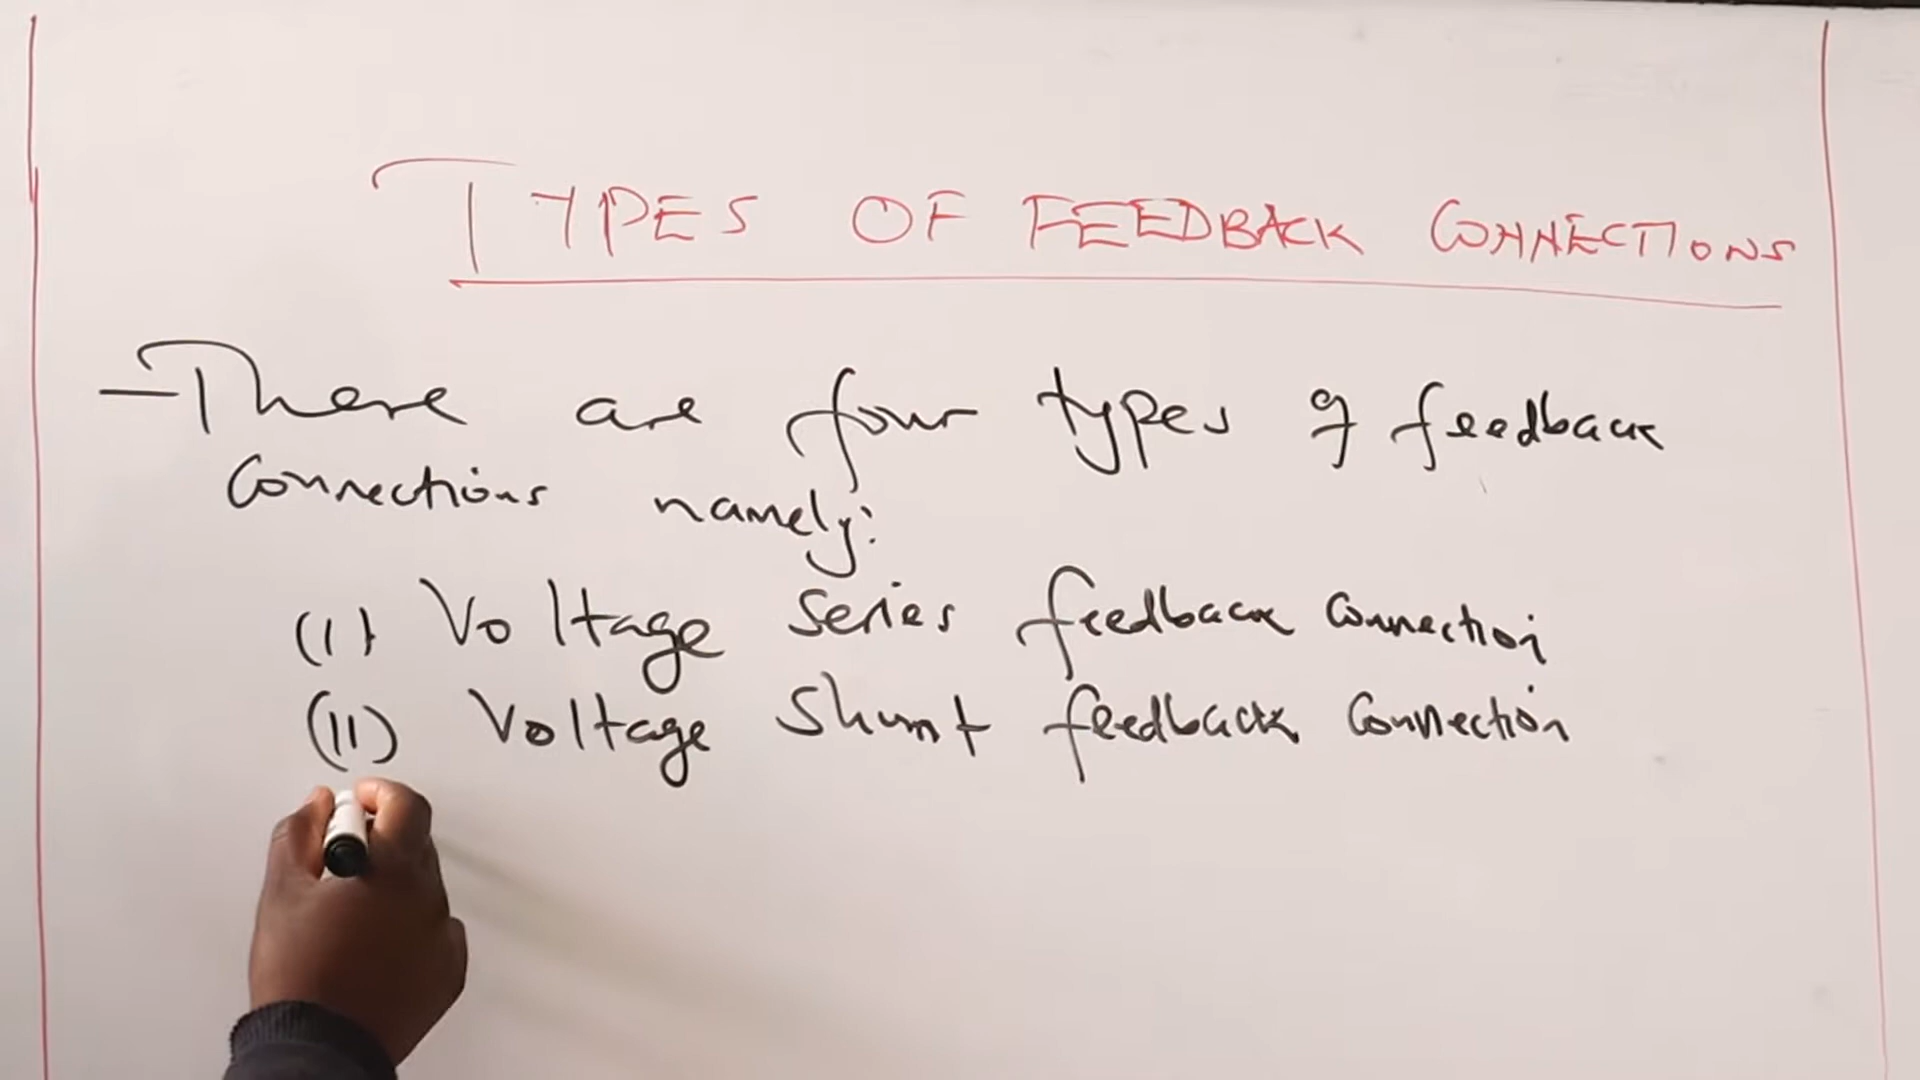 TYPES OF FEEDBACK CONNECTIONS
- There are four types of feedback
Connections namely:
(I) Voltage series feedback connection
(II) Voltage shunt feedback Connection